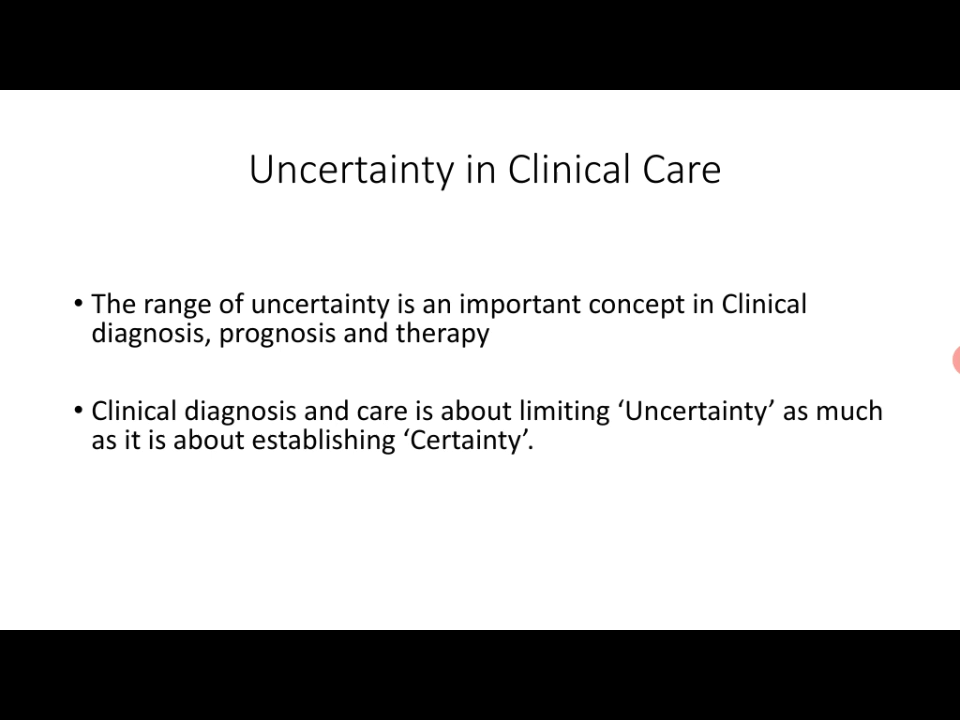 Uncertainty in Clinical Care
• The range of uncertainty is an important concept in Clinical
diagnosis, prognosis and therapy
• Clinical diagnosis and care is about limiting ‘Uncertainty’ as much
as it is about establishing ‘Certainty’.